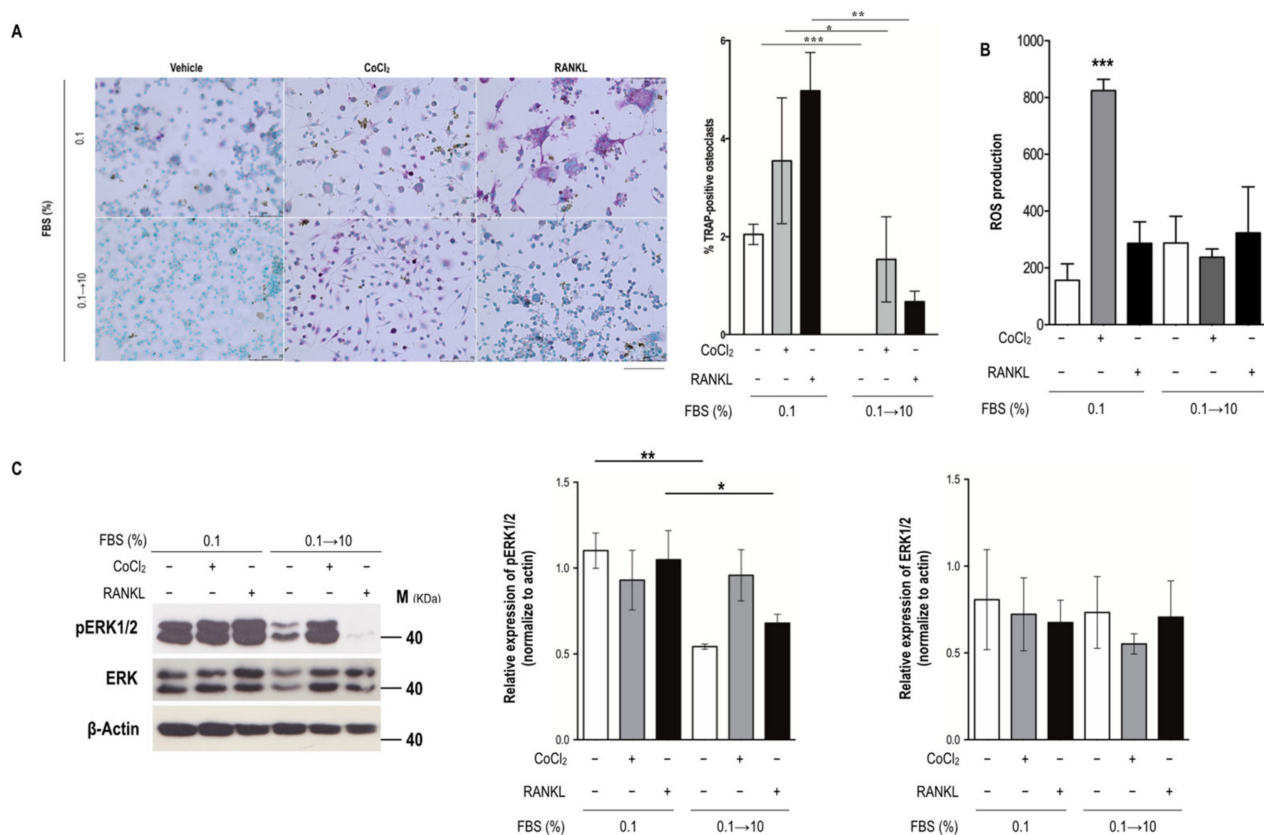 A
Vehicle
CoCl₂
RANKL
FBS (%)
0.1
0.1→10
** 
*
***
% TRAP-positive osteoclasts
6
4
2
0
CoCl₂ − + − − + −
RANKL − − + − − +
FBS (%) 0.1 0.1→10
B
***
ROS production
1000
800
600
400
200
0
CoCl₂ − + − − + −
RANKL − − + − − +
FBS (%) 0.1 0.1→10
C
FBS (%) 0.1 0.1→10
CoCl₂ − + − − + −
RANKL − − + − − + M (KDa)
pERK1/2 40
ERK 40
β-Actin 40
**
*
Relative expression of pERK1/2
(normalize to actin)
1.5
1.0
0.5
0.0
CoCl₂ − + − − + −
RANKL − − + − − +
FBS (%) 0.1 0.1→10
Relative expression of ERK1/2
(normalize to actin)
1.5
1.0
0.5
0.0
CoCl₂ − + − − + −
RANKL − − + − − +
FBS (%) 0.1 0.1→10